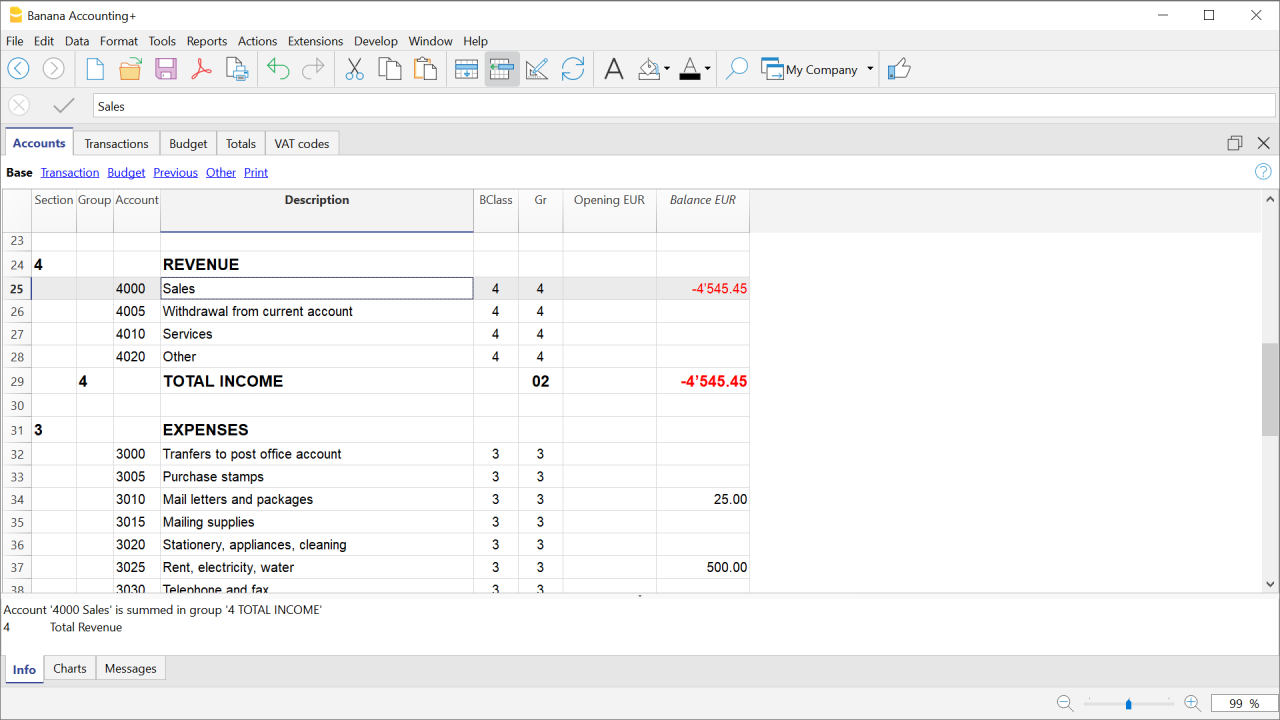 Banana Accounting+
File Edit Data Format Tools Reports Actions Extensions Develop Window Help
My Company
Sales
Accounts Transactions Budget Totals VAT codes
Base Transaction Budget Previous Other Print
Section Group Account Description BClass Gr Opening EUR Balance EUR
23
24 4 REVENUE
25 4000 Sales 4 4 -4'545.45
26 4005 Withdrawal from current account 4 4
27 4010 Services 4 4
28 4020 Other 4 4
29 4 TOTAL INCOME 02 -4'545.45
30
31 3 EXPENSES
32 3000 Tranfers to post office account 3 3
33 3005 Purchase stamps 3 3
34 3010 Mail letters and packages 3 3 25.00
35 3015 Mailing supplies 3 3
36 3020 Stationery, appliances, cleaning 3 3
37 3025 Rent, electricity, water 3 3 500.00
38 3030 Telephone and fax 3 3
Account '4000 Sales' is summed in group '4 TOTAL INCOME'
4 Total Revenue
Info Charts Messages
99 %